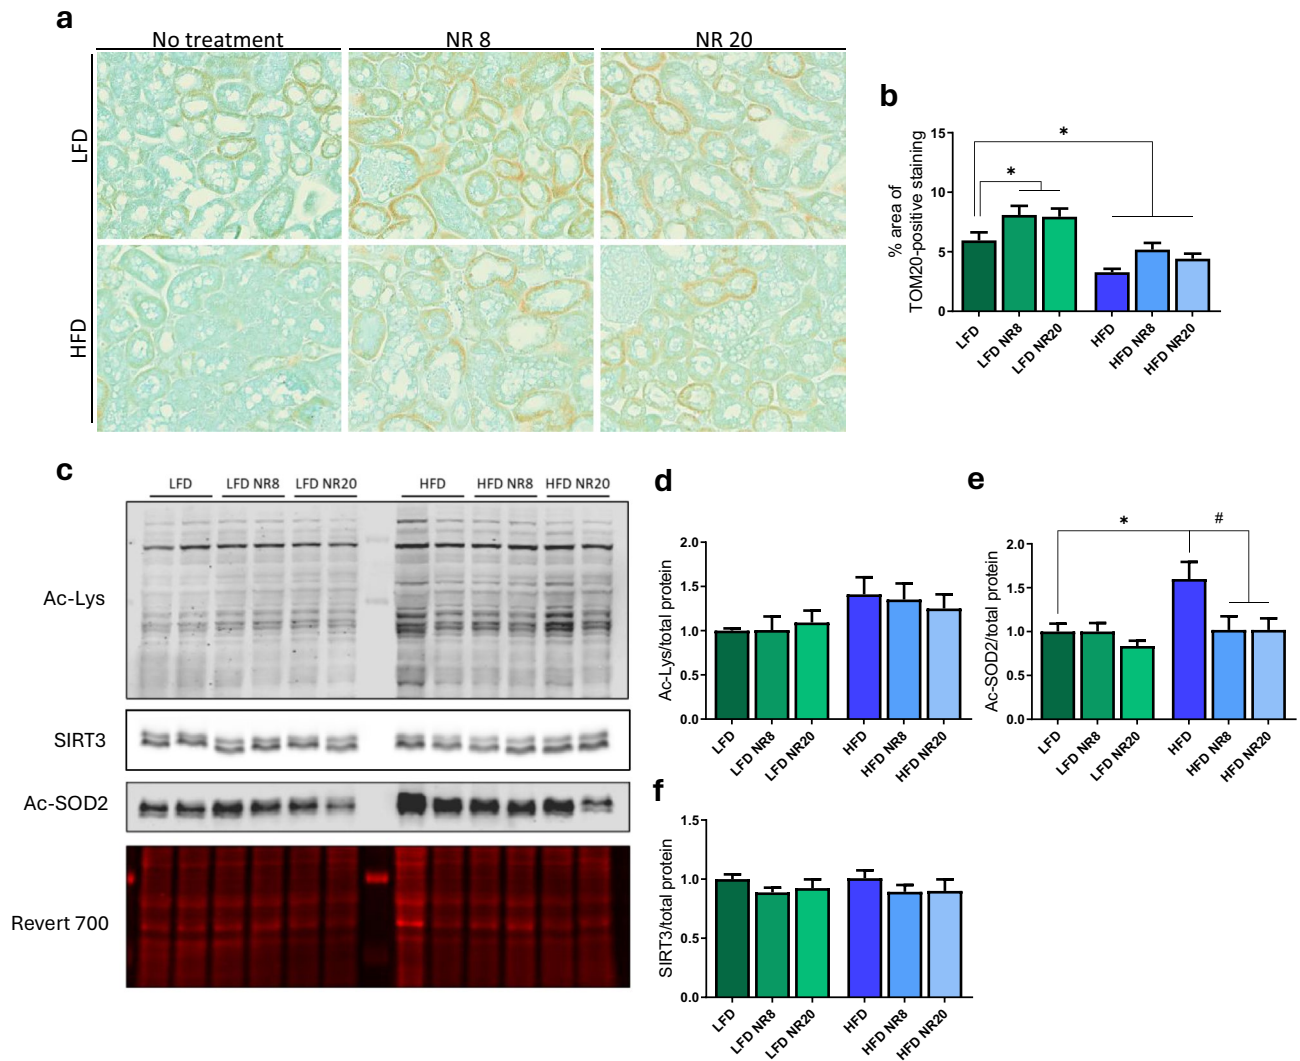 a
No treatment NR 8 NR 20
LFD
HFD
b
% area of
TOM20-positive staining
15
10
5
0
*
*
LFD
LFD NR8
LFD NR20
HFD
HFD NR8
HFD NR20
c
LFD LFD NR8 LFD NR20 HFD HFD NR8 HFD NR20
Ac-Lys
SIRT3
Ac-SOD2
Revert 700
d
Ac-Lys/total protein
2.0
1.5
1.0
0.5
0.0
LFD
LFD NR8
LFD NR20
HFD
HFD NR8
HFD NR20
e
Ac-SOD2/total protein
2.0
1.5
1.0
0.5
0.0
* #
LFD
LFD NR8
LFD NR20
HFD
HFD NR8
HFD NR20
f
SIRT3/total protein
1.5
1.0
0.5
0.0
LFD
LFD NR8
LFD NR20
HFD
HFD NR8
HFD NR20